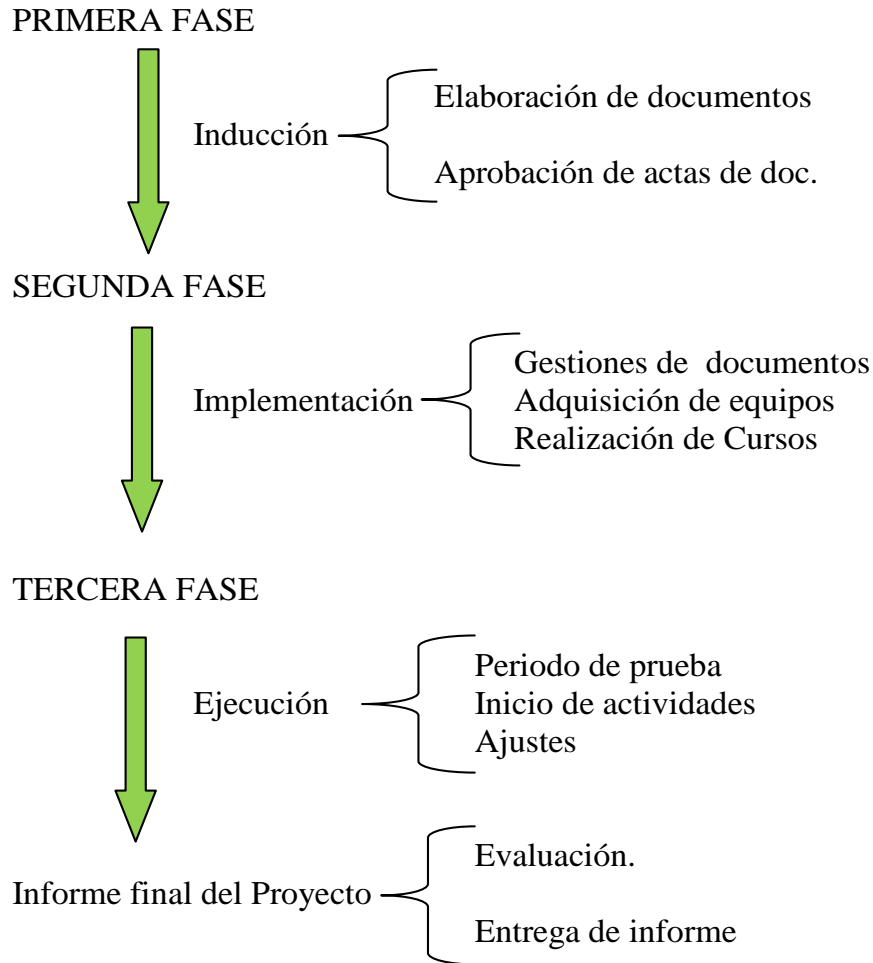 PRIMERA FASE
Inducción
Elaboración de documentos
Aprobación de actas de doc.
SEGUNDA FASE
Implementación
Gestiones de  documentos
Adquisición de equipos
Realización de Cursos
TERCERA FASE
Ejecución
Periodo de prueba
Inicio de actividades
Ajustes
Informe final del Proyecto
Evaluación.
Entrega de informe